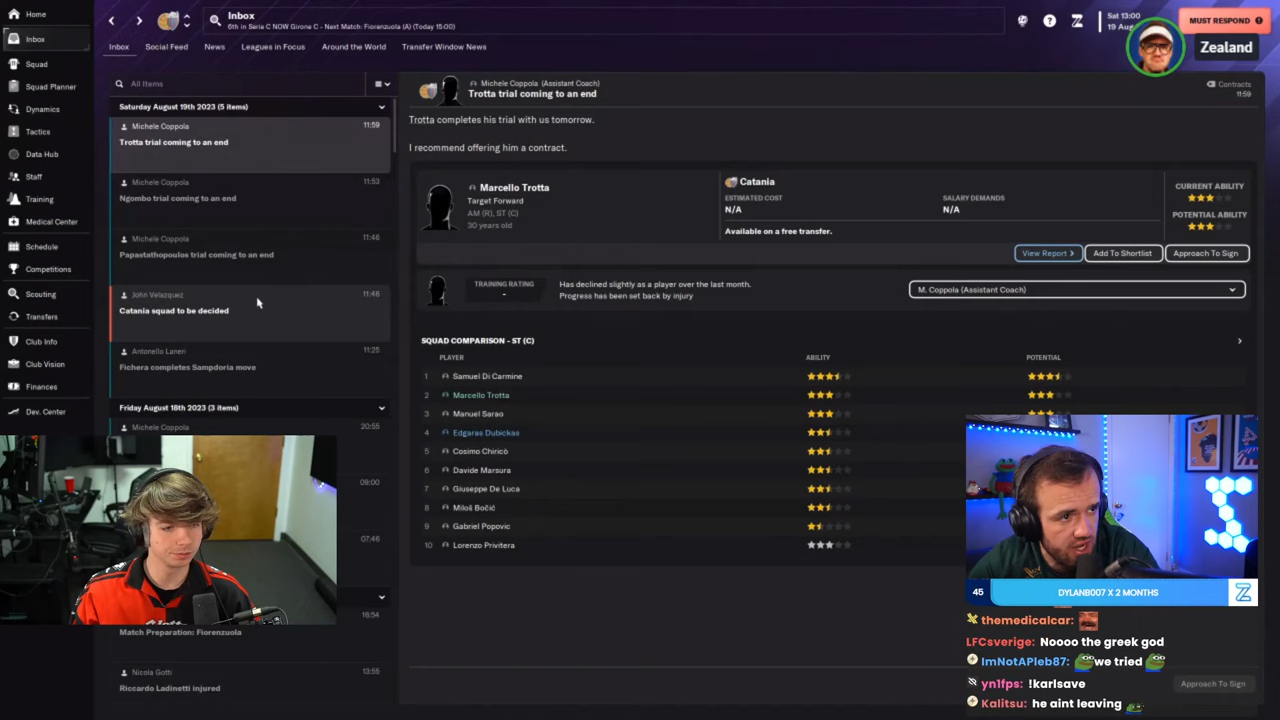 Home
Inbox
Squad
Squad Planner
Dynamics
Tactics
Data Hub
Staff
Training
Medical Center
Schedule
Competitions
Scouting
Transfers
Club Info
Club Vision
Finances
Dev. Center
Inbox
6th in Serie C NOW Girone C - Next Match: Fiorenzuola (A) (Today 15:00)
Sat 13:00
19 Aug
MUST RESPOND
Zealand
Inbox
Social Feed
News
Leagues in Focus
Around the World
Transfer Window News
All Items
Saturday August 19th 2023 (5 items)
Michele Coppola
11:59
Trotta trial coming to an end
Michele Coppola
11:53
Ngombo trial coming to an end
Michele Coppola
11:46
Papastathopoulos trial coming to an end
John Velazquez
11:46
Catania squad to be decided
Antonello Laneri
11:25
Fichera completes Sampdoria move
Friday August 18th 2023 (3 items)
Michele Coppola
20:55
09:00
07:46
16:54
Match Preparation: Fiorenzuola
Nicola Gotti
13:55
Riccardo Ladinetti injured
Michele Coppola (Assistant Coach)
Trotta trial coming to an end
Contracts
11:59
Trotta completes his trial with us tomorrow.
I recommend offering him a contract.
Marcello Trotta
Target Forward
AM (R), ST (C)
30 years old
Catania
ESTIMATED COST
N/A
SALARY DEMANDS
N/A
Available on a free transfer.
CURRENT ABILITY
POTENTIAL ABILITY
View Report
Add To Shortlist
Approach To Sign
TRAINING RATING
-
Has declined slightly as a player over the last month.
Progress has been set back by injury
M. Coppola (Assistant Coach)
SQUAD COMPARISON - ST (C)
PLAYER
ABILITY
POTENTIAL
1 Samuel Di Carmine
2 Marcello Trotta
3 Manuel Sarao
4 Edgaras Dubickas
5 Cosimo Chiricò
6 Davide Marsura
7 Giuseppe De Luca
8 Miloš Bočić
9 Gabriel Popovic
10 Lorenzo Privitera
45
DYLANB007 X 2 MONTHS
themedicalcar:
LFCsverige: Noooo the greek god
ImNotAPleb87: we tried
yn1fps: !karlsave
Kalitsu: he aint leaving
Approach To Sign